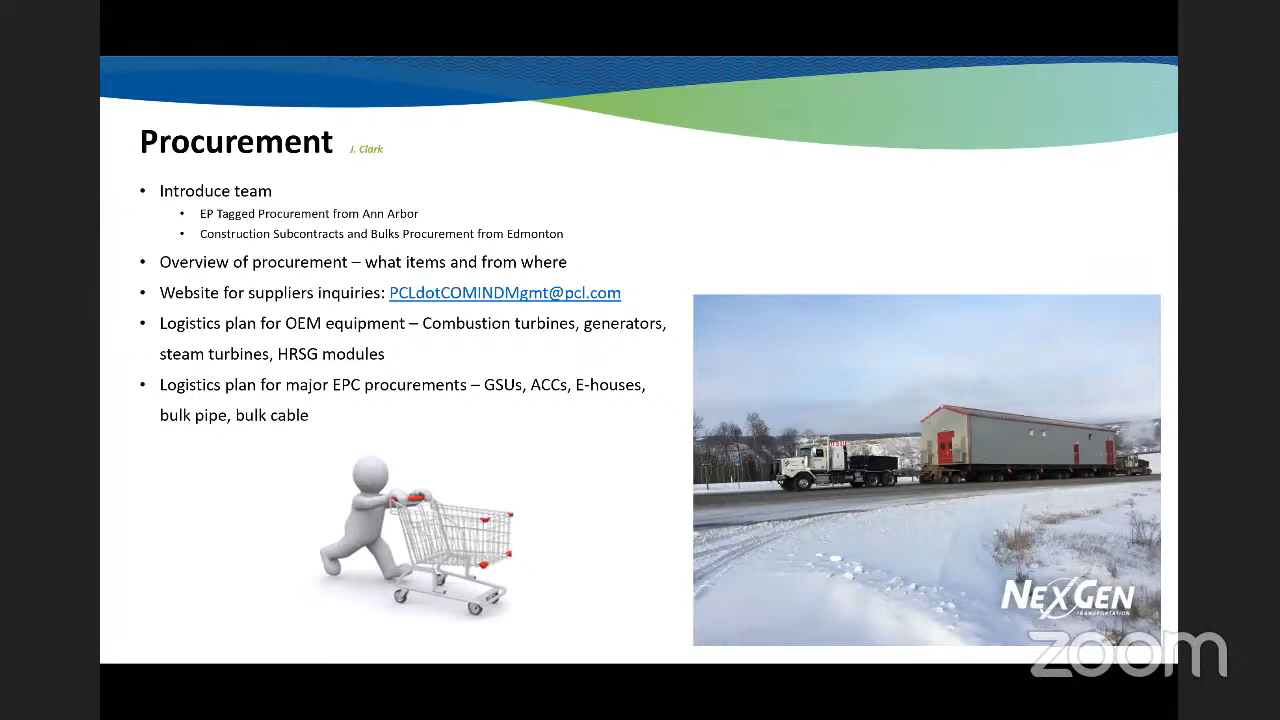 Procurement J. Clark
• Introduce team
• EP Tagged Procurement from Ann Arbor
• Construction Subcontracts and Bulks Procurement from Edmonton
• Overview of procurement – what items and from where
• Website for suppliers inquiries: PCLdotCOMINDMgmt@pcl.com
• Logistics plan for OEM equipment – Combustion turbines, generators,
steam turbines, HRSG modules
• Logistics plan for major EPC procurements – GSUs, ACCs, E-houses,
bulk pipe, bulk cable
NEXGEN
TRANSPORTATION
zoom